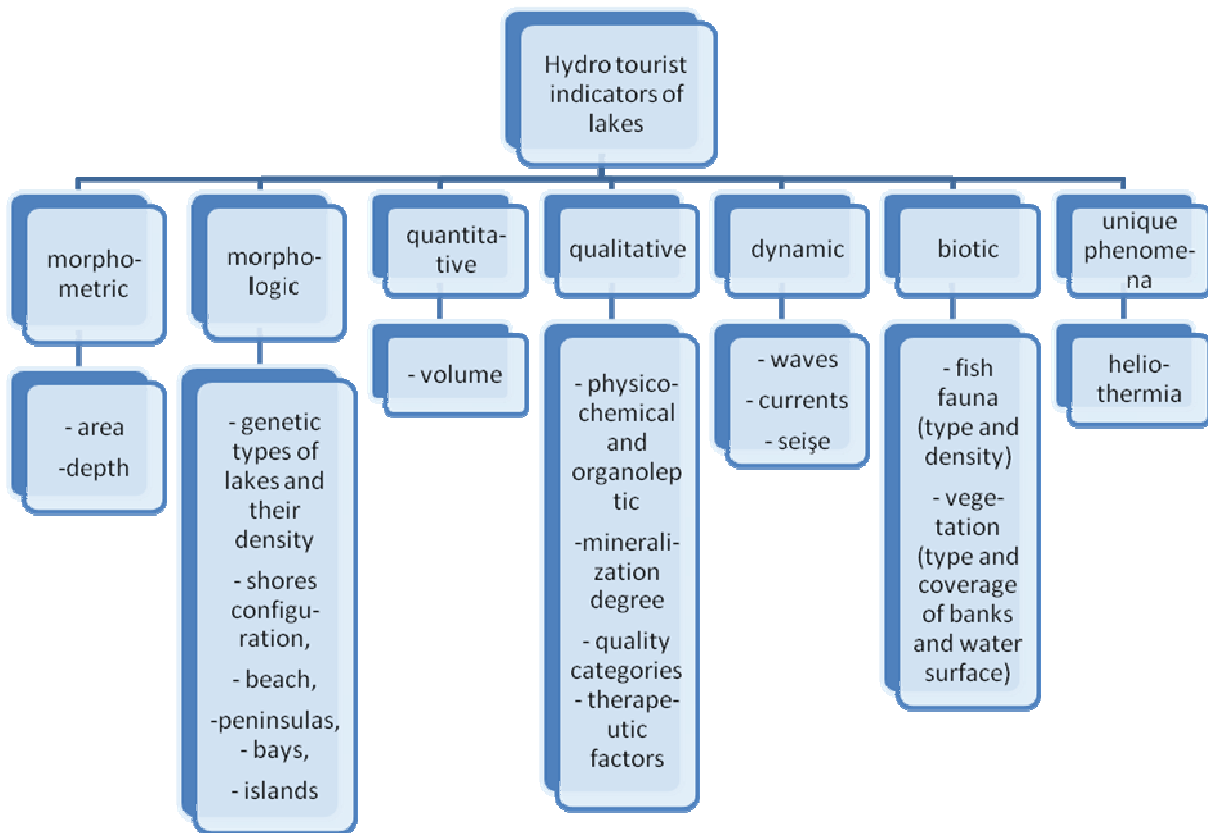 Hydro tourist
indicators of
lakes
morpho-
metric
- area
-depth
morpho-
logic
- genetic
types of
lakes and
their
density
- shores
configu-
ration,
- beach,
-peninsulas,
- bays,
- islands
quantita-
tive
- volume
qualitative
- physico-
chemical
and
organolep
tic
-minerali-
zation
degree
- quality
categories
- therape-
utic
factors
dynamic
- waves
- currents
- seişe
biotic
- fish
fauna
(type and
density)
- vege-
tation
(type and
coverage
of banks
and water
surface)
unique
phenome-
na
helio-
thermia